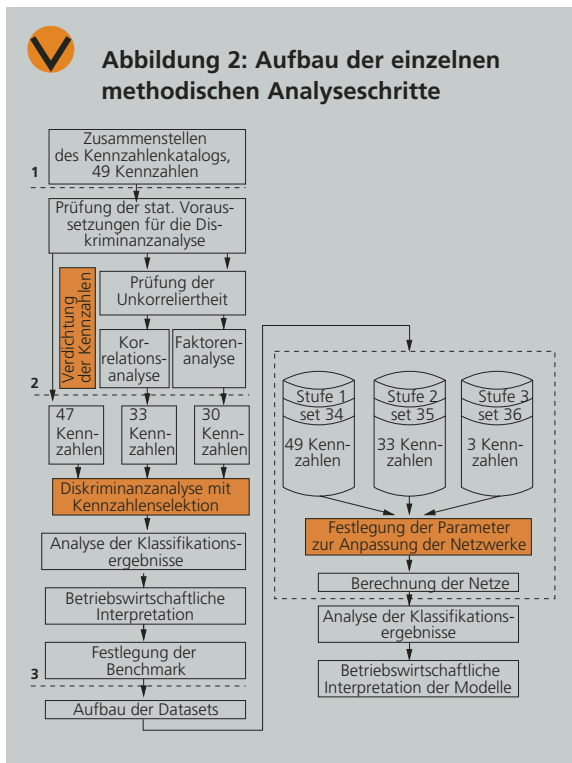 Abbildung 2: Aufbau der einzelnen
methodischen Analyseschritte
Zusammenstellen
des Kennzahlenkatalogs,
49 Kennzahlen
1
Prüfung der stat. Voraus-
setzungen für die Dis-
kriminanzanalyse
Verdichtung
der Kennzahlen
Prüfung der
Unkorreliertheit
Kor-
relations-
analyse
Faktoren-
analyse
2
47
Kenn-
zahlen
33
Kenn-
zahlen
30
Kenn-
zahlen
Diskriminanzanalyse mit
Kennzahlenselektion
Analyse der Klassifikations-
ergebnisse
Betriebswirtschaftliche
Interpretation
Festlegung der
Benchmark
3
Aufbau der Datasets
Stufe 1
set 34
49 Kenn-
zahlen
Stufe 2
set 35
33 Kenn-
zahlen
Stufe 3
set 36
3 Kenn-
zahlen
Festlegung der Parameter
zur Anpassung der Netzwerke
Berechnung der Netze
Analyse der Klassifikations-
ergebnisse
Betriebswirtschaftliche
Interpretation der Modelle